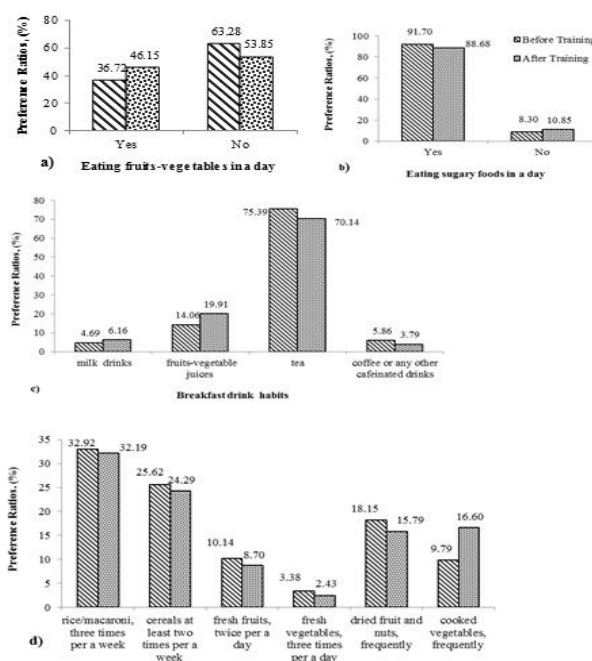 Preference Ratios, (%)
80
60
40
20
0
36.72
46.15
63.28
53.85
Yes
No
a)
Eating fruits-vegetables in a day
Preference Ratios, (%)
100
80
60
40
20
0
91.70
88.68
8.30
10.85
Before Training
After Training
Yes
No
b)
Eating sugary foods in a day
Preference Ratios, (%)
80
70
60
50
40
30
20
10
0
4.69
6.16
14.06
19.91
75.39
70.14
5.86
3.79
milk drinks
fruits-vegetable
juices
tea
coffee or any other
cafeinated drinks
c)
Breakfast drink habits
Preference Ratios. (%)
35
30
25
20
15
10
5
0
32.92
32.19
25.62
24.29
10.14
8.70
3.38
2.43
18.15
15.79
9.79
16.60
rice/macaroni,
three times
per a week
cereals at
least two
times per a
week
fresh fruits,
twice per a
day
fresh
vegetables,
three times
per a day
dried fruit and
nuts,
frequently
cooked
vegetables,
frequently
d)